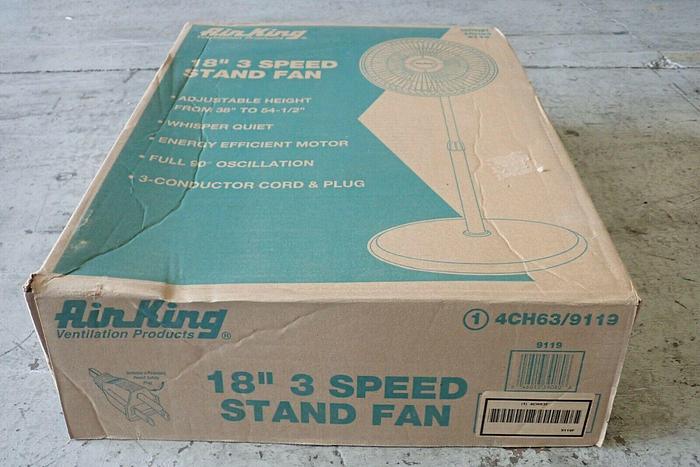 Air King
18" 3 SPEED
STAND FAN
• ADJUSTABLE HEIGHT
FROM 38" TO 54-1/2"
• WHISPER QUIET
• ENERGY EFFICIENT MOTOR
• FULL 90° OSCILLATION
• 3-CONDUCTOR CORD & PLUG
Air King ®
Ventilation Products
1 4CH63/9119
9119
Plug
18" 3 SPEED
STAND FAN